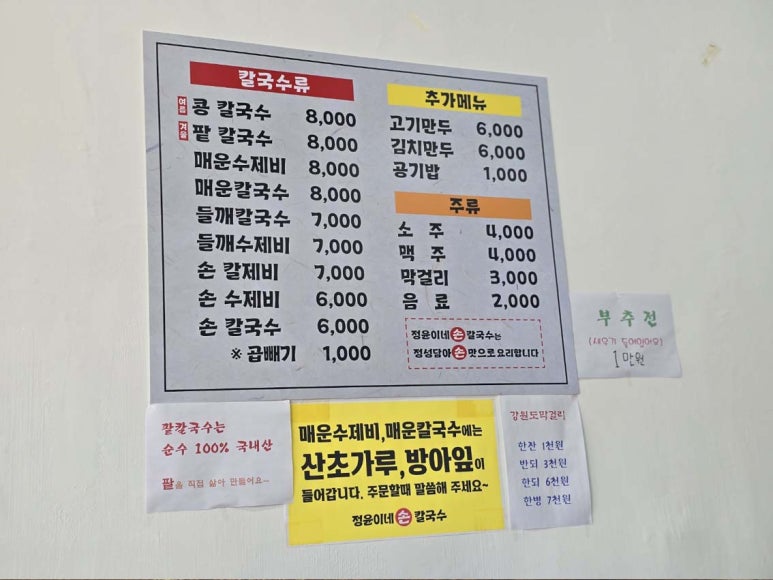 칼국수류
여름 콩 칼국수 8,000
겨울 팥 칼국수 8,000
매운수제비 8,000
매운칼국수 8,000
들깨칼국수 7,000
들깨수제비 7,000
손 칼제비 7,000
손 수제비 6,000
손 칼국수 6,000
※ 곱빼기 1,000
추가메뉴
고기만두 6,000
김치만두 6,000
공기밥 1,000
주류
소 주 4,000
맥 주 4,000
막걸리 3,000
음 료 2,000
정윤이네 손 칼국수는
정성담아 손 맛으로 요리합니다
부추전
(새우가 들어있어요)
1만원
팥칼국수는
순수 100% 국내산
팥을 직접 삶아 만들어요~
매운수제비,매운칼국수에는
산초가루,방아잎이
들어갑니다. 주문할때 말씀해 주세요~
정윤이네 손 칼국수
강원도막걸리
한잔 1천원
반되 3천원
한되 6천원
한병 7천원